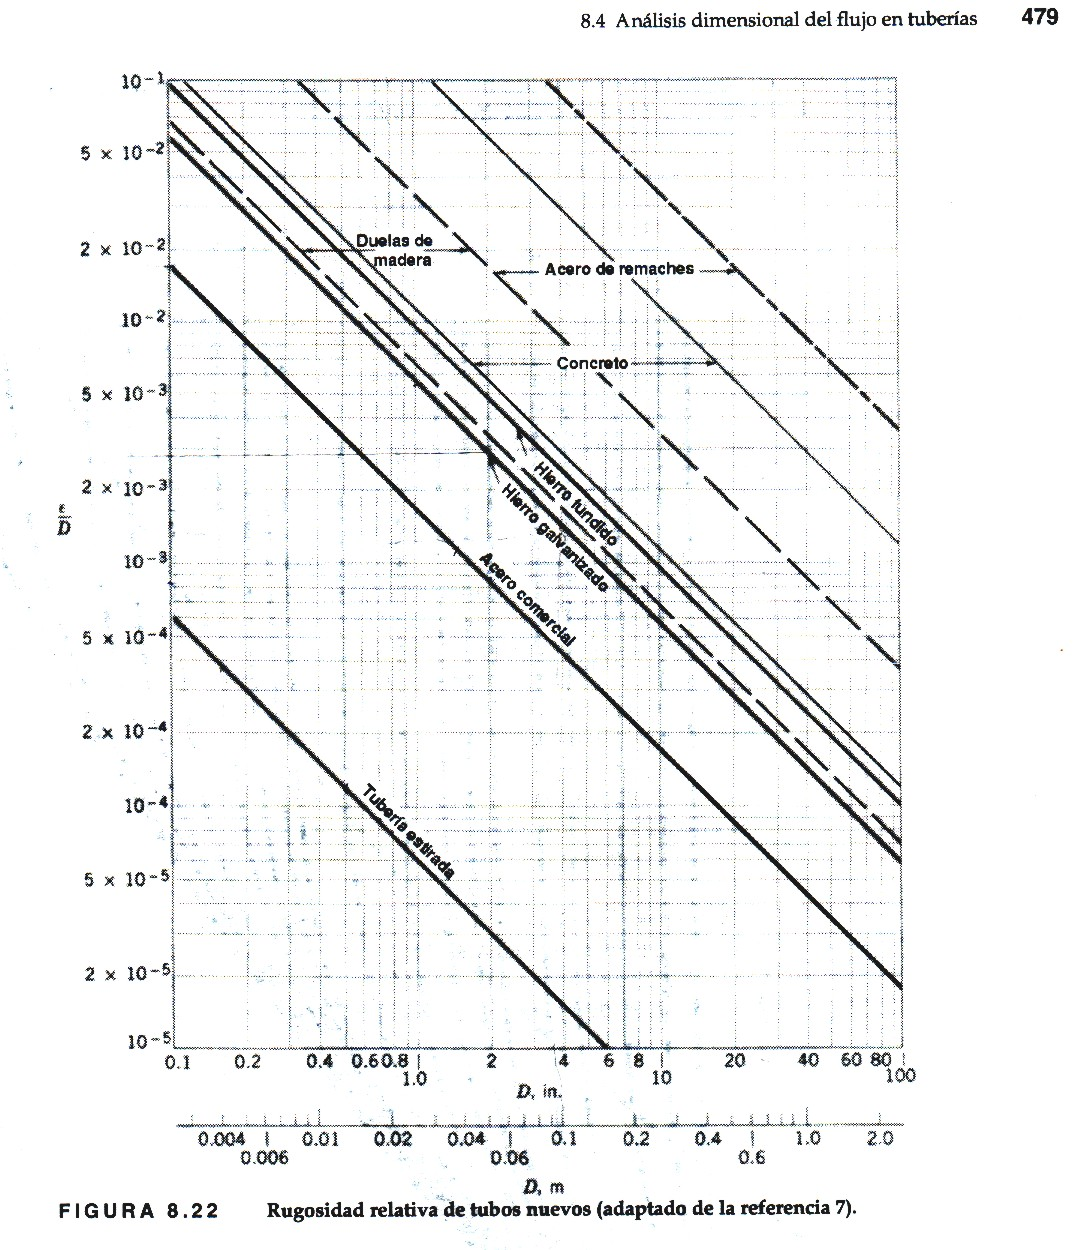 8.4 Análisis dimensional del flujo en tuberías 479
10⁻¹
5 × 10⁻²
Duelas de
madera
2 × 10⁻²
Acero de remaches
10⁻²
Concreto
5 × 10⁻³
Hierro fundido
2 × 10⁻³
Hierro galvanizado
ε/D
10⁻³
Acero comercial
5 × 10⁻⁴
2 × 10⁻⁴
Tubería estirada
10⁻⁴
5 × 10⁻⁵
2 × 10⁻⁵
10⁻⁵
0.1 0.2 0.4 0.6 0.8 1.0 2 4 6 8 10 20 40 60 80 100
D, in.
0.004 0.006 0.01 0.02 0.04 0.06 0.1 0.2 0.4 0.6 1.0 2.0
D, m
FIGURA 8.22 Rugosidad relativa de tubos nuevos (adaptado de la referencia 7).